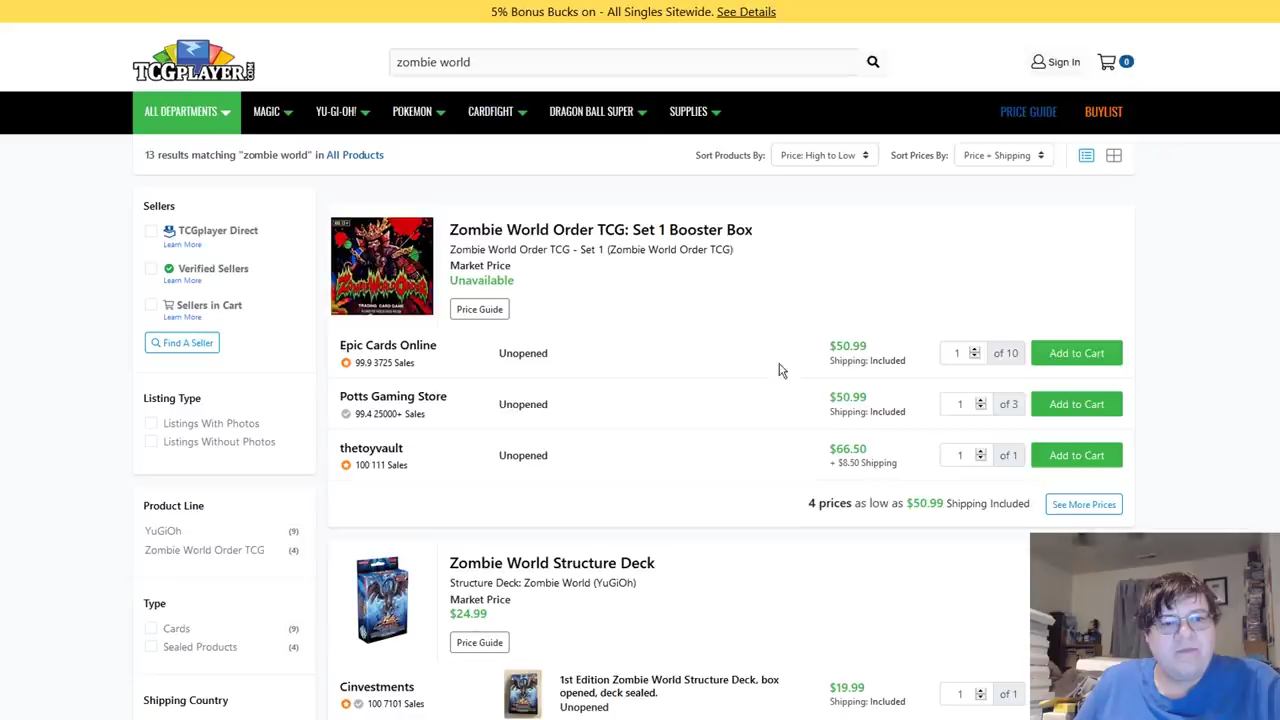 5% Bonus Bucks on - All Singles Sitewide. See Details
TCGPLAYER.COM
zombie world
Sign In
0
ALL DEPARTMENTS
MAGIC
YU-GI-OH!
POKEMON
CARDFIGHT
DRAGON BALL SUPER
SUPPLIES
PRICE GUIDE
BUYLIST
13 results matching "zombie world" in All Products
Sort Products By: Price: High to Low
Sort Prices By: Price + Shipping
Sellers
TCGplayer Direct
Learn More
Verified Sellers
Learn More
Sellers in Cart
Learn More
Find A Seller
Listing Type
Listings With Photos
Listings Without Photos
Product Line
YuGiOh (9)
Zombie World Order TCG (4)
Type
Cards (9)
Sealed Products (4)
Shipping Country
ZOMBIE WORLD ORDER
TRADING CARD GAME
Zombie World Order TCG: Set 1 Booster Box
Zombie World Order TCG - Set 1 (Zombie World Order TCG)
Market Price
Unavailable
Price Guide
Epic Cards Online
99.9 3725 Sales
Unopened
$50.99
Shipping: Included
1 of 10
Add to Cart
Potts Gaming Store
99.4 25000+ Sales
Unopened
$50.99
Shipping: Included
1 of 3
Add to Cart
thetoyvault
100 111 Sales
Unopened
$66.50
+ $8.50 Shipping
1 of 1
Add to Cart
4 prices as low as $50.99 Shipping Included
See More Prices
Zombie World Structure Deck
Structure Deck: Zombie World (YuGiOh)
Market Price
$24.99
Price Guide
Cinvestments
100 7101 Sales
1st Edition Zombie World Structure Deck, box
opened, deck sealed.
Unopened
$19.99
Shipping: Included
1 of 1